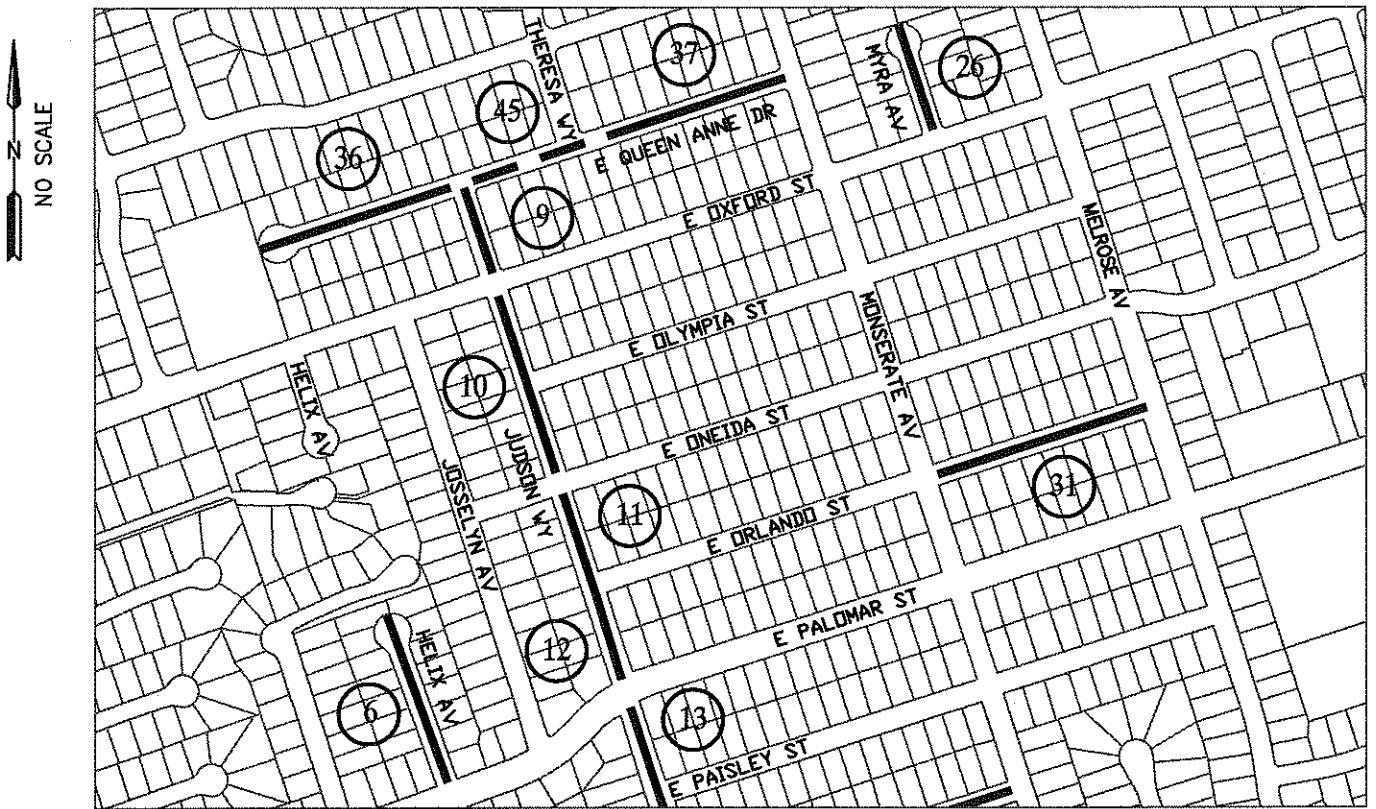 N
NO SCALE
THERESA WY
37
MYRA AV
26
45
36
E QUEEN ANNE DR
9
E OXFORD ST
MELROSE AV
E OLYMPIA ST
MONSERATE AV
HELIX AV
10
E ONEIDA ST
JUDSON WY
JOSSELYN AV
31
11
E ORLANDO ST
E PALOMAR ST
HELIX AV
12
6
13
E PAISLEY ST